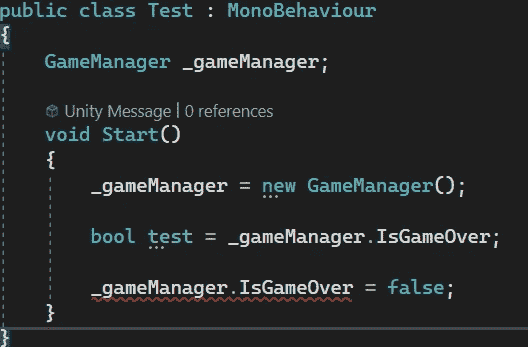 public class Test : MonoBehaviour
{
GameManager _gameManager;
Unity Message | 0 references
void Start()
{
_gameManager = new GameManager();
bool test = _gameManager.IsGameOver;
_gameManager.IsGameOver = false;
}
}